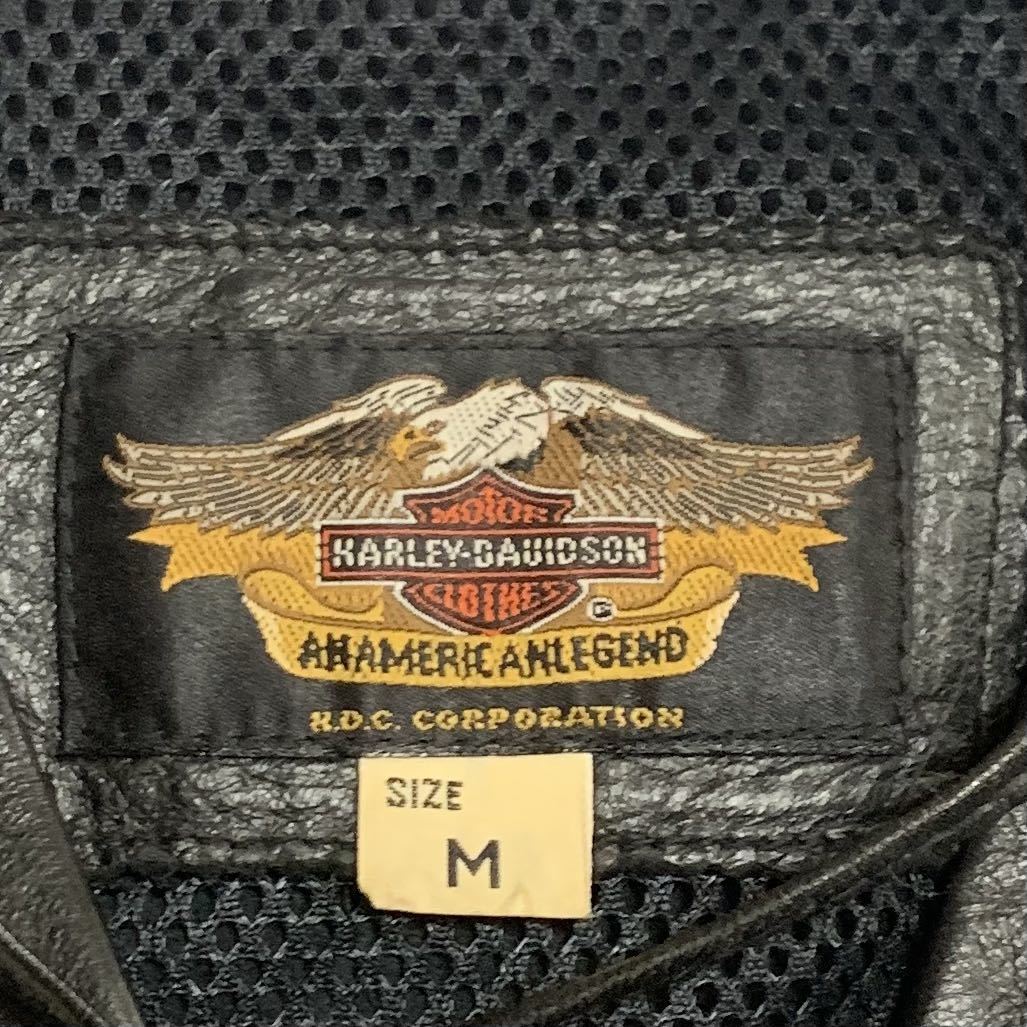 MOTOR
HARLEY-DAVIDSON
CLOTHES
AN AMERICAN LEGEND
H.D.C. CORPORATION
SIZE
M